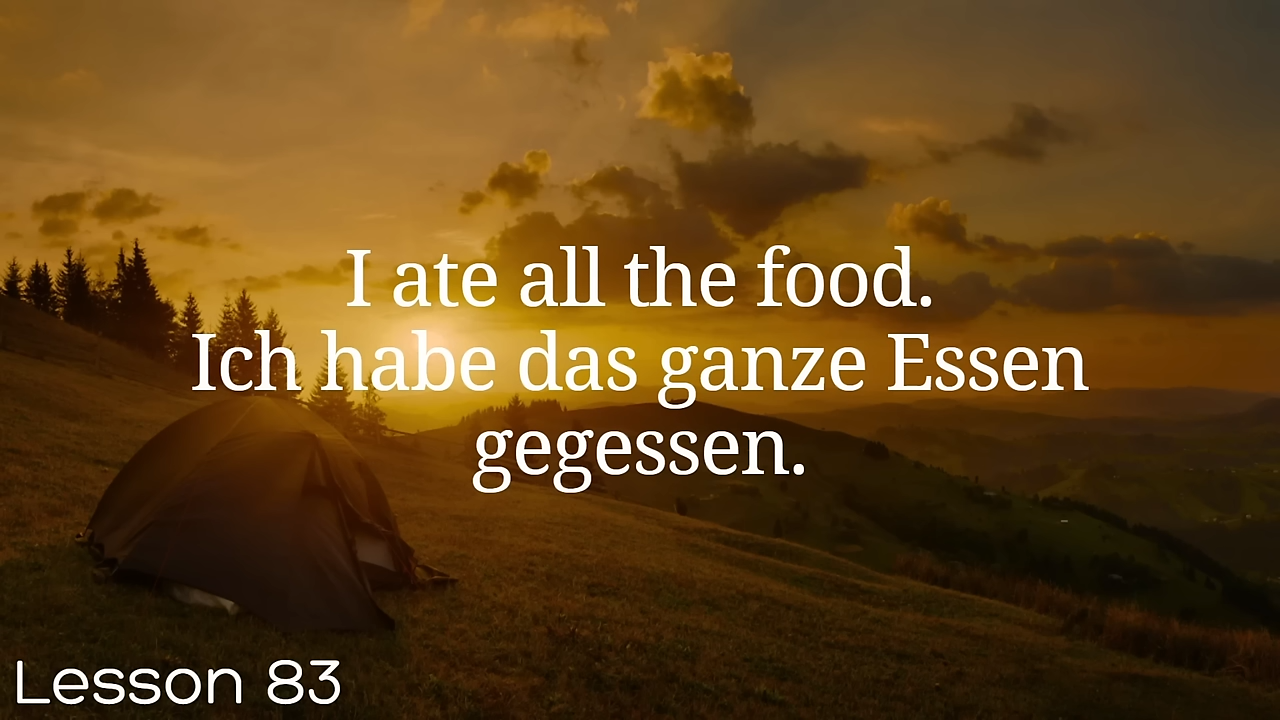 I ate all the food.
Ich habe das ganze Essen
gegessen.
Lesson 83